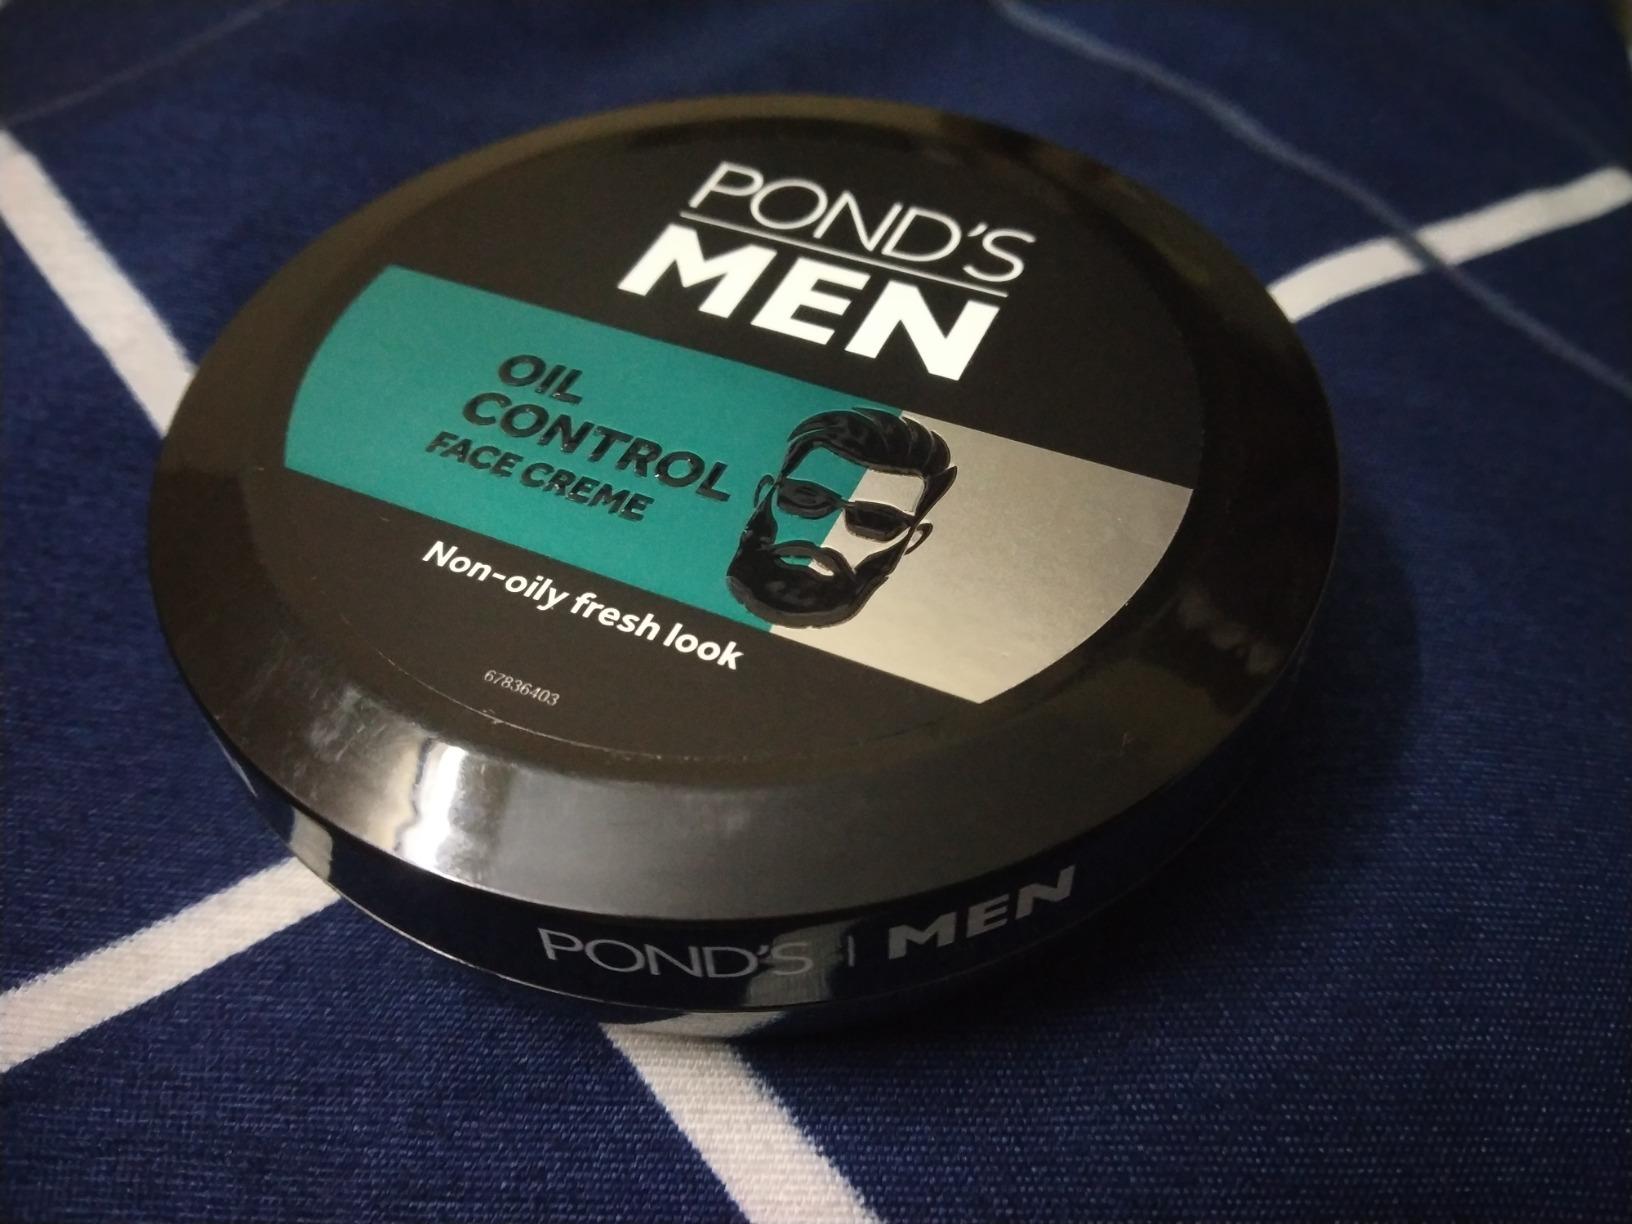 POND'S
MEN
OIL
CONTROL
FACE CREME
Non-oily fresh look
67836403
POND'S | MEN